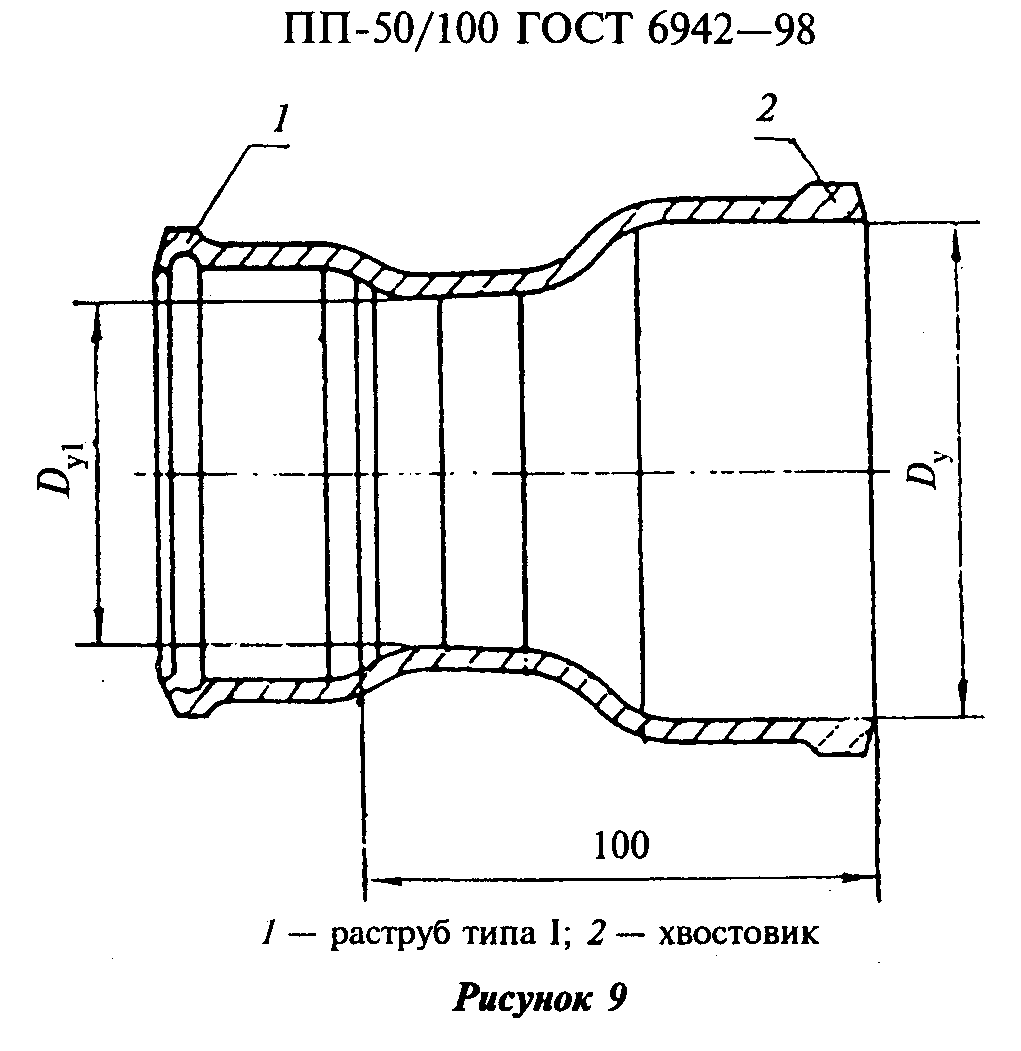 ПП-50/100 ГОСТ 6942—98
1
2
Dу1
Dу
100
1 — раструб типа I; 2 — хвостовик
Рисунок 9